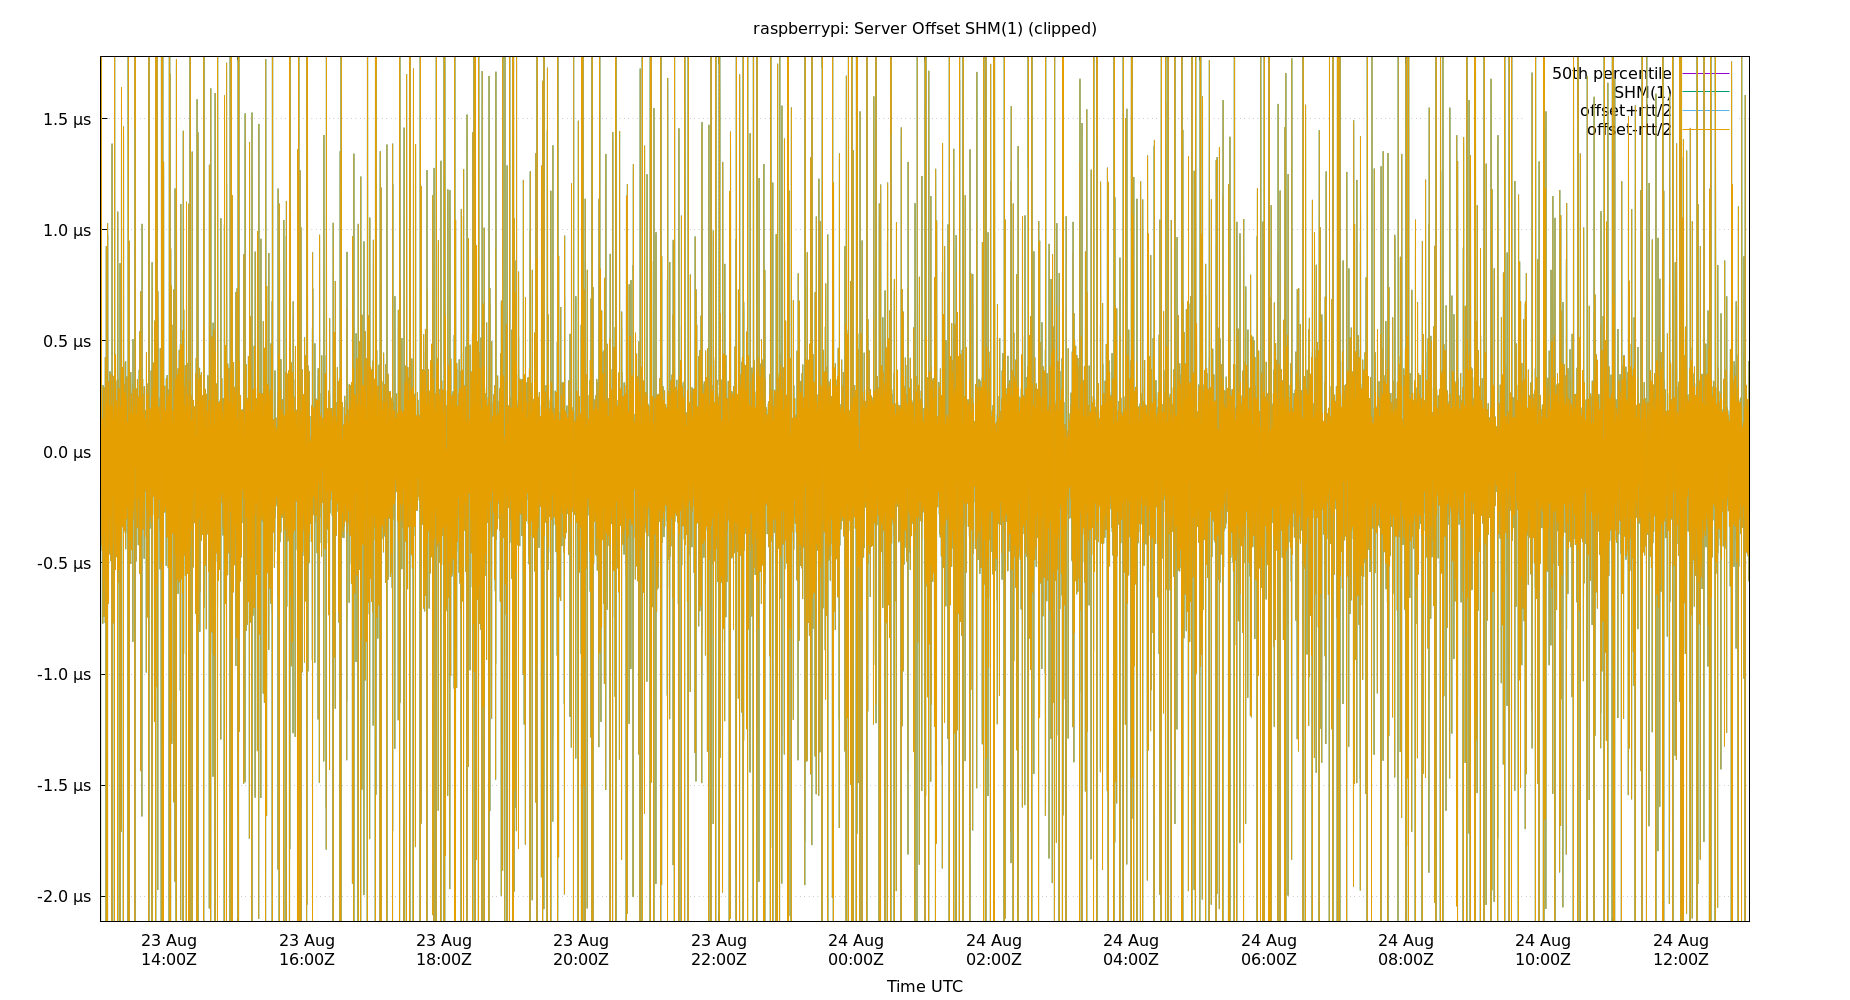 raspberrypi: Server Offset SHM(1) (clipped)
50th percentile
SHM(1)
offset+rtt/2
offset-rtt/2
1.5 µs
1.0 µs
0.5 µs
0.0 µs
-0.5 µs
-1.0 µs
-1.5 µs
-2.0 µs
23 Aug 23 Aug 23 Aug 23 Aug 23 Aug 24 Aug 24 Aug 24 Aug 24 Aug 24 Aug 24 Aug 24 Aug
14:00Z 16:00Z 18:00Z 20:00Z 22:00Z 00:00Z 02:00Z 04:00Z 06:00Z 08:00Z 10:00Z 12:00Z
Time UTC